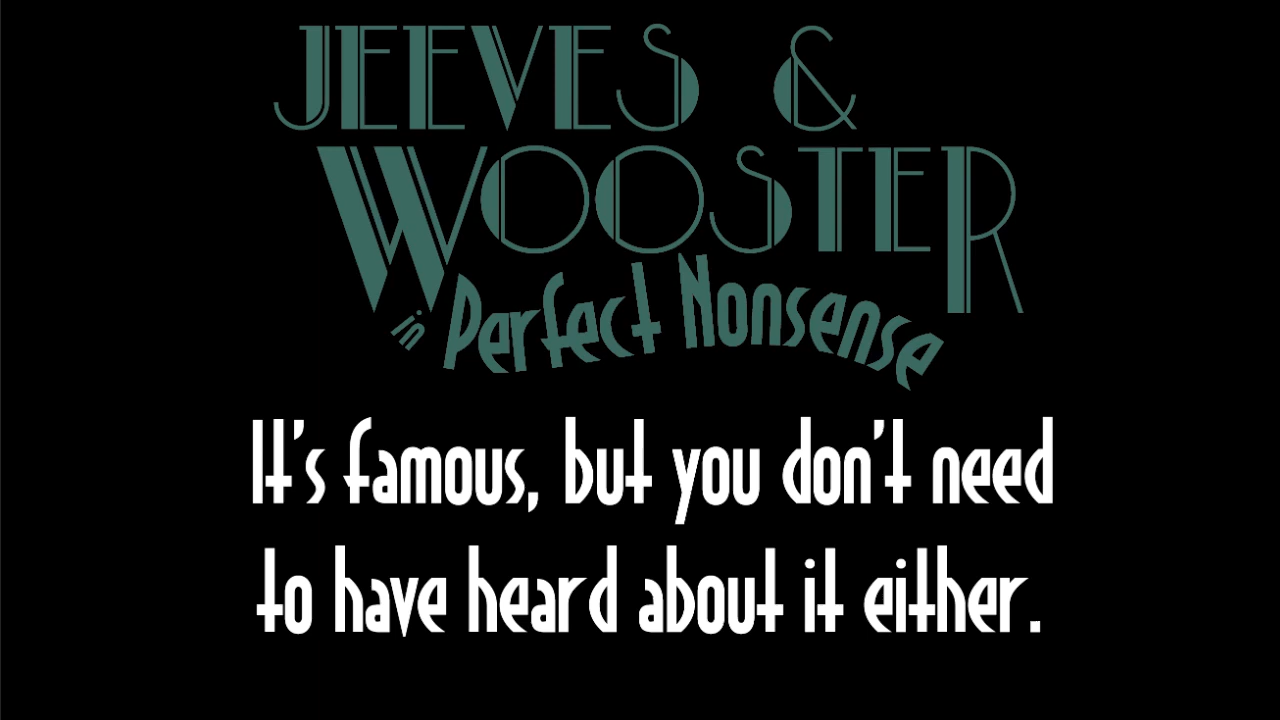 JEEVES &
WOOSTER
in Perfect Nonsense
It's famous, but you don't need
to have heard about it either.